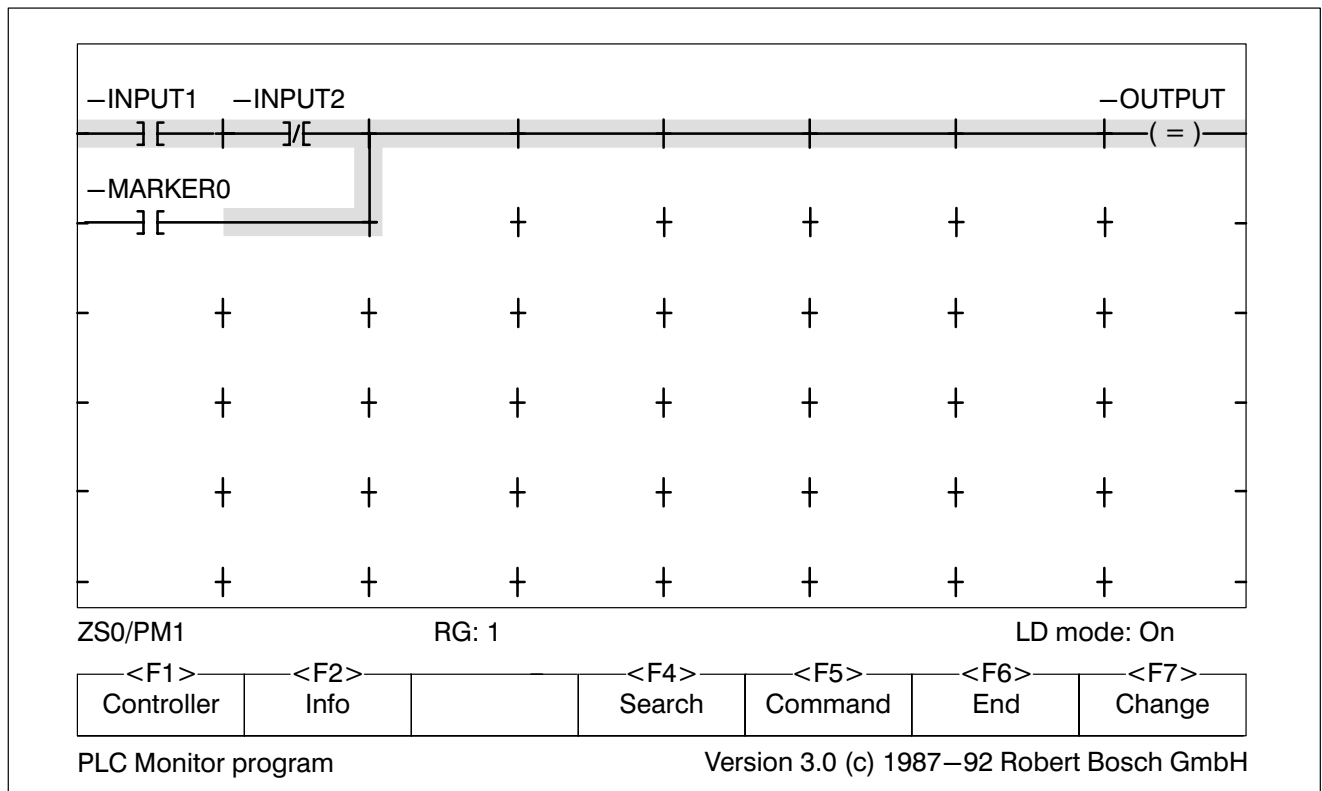 –INPUT1 –INPUT2 –OUTPUT
] [ ]/[ ( = )
–MARKER0
] [
ZS0/PM1 RG: 1 LD mode: On
<F1> <F2> <F4> <F5> <F6> <F7>
Controller Info Search Command End Change
PLC Monitor program Version 3.0 (c) 1987–92 Robert Bosch GmbH